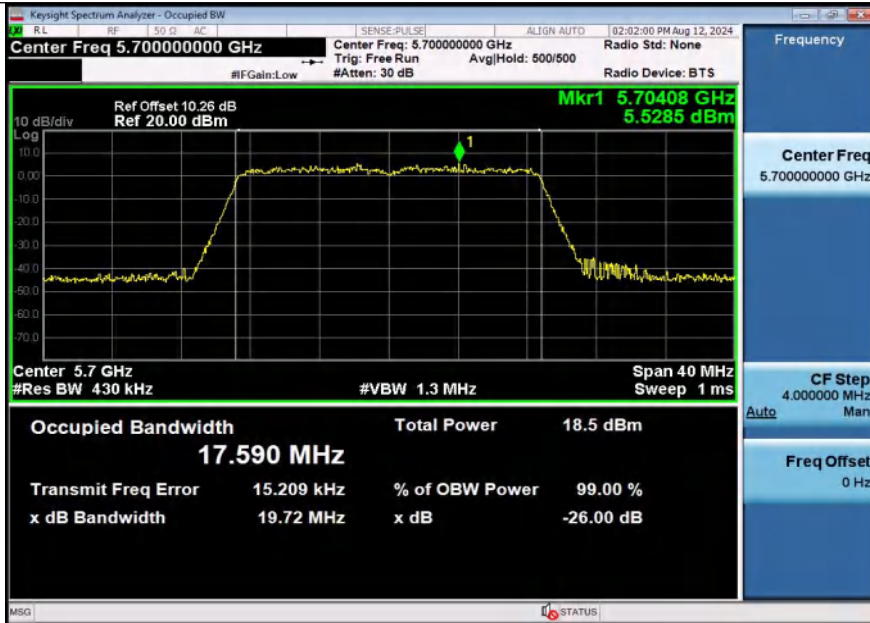 Keysight Spectrum Analyzer - Occupied BW
LXI RL RF 50 Ω AC SENSE:PULSE ALIGN AUTO 02:02:00 PM Aug 12, 2024
Center Freq 5.700000000 GHz Center Freq: 5.700000000 GHz Radio Std: None Frequency
Trig: Free Run Avg|Hold: 500/500
#IFGain:Low #Atten: 30 dB Radio Device: BTS
Ref Offset 10.26 dB Mkr1 5.70408 GHz
10 dB/div Ref 20.00 dBm 5.5285 dBm
Log
10.0
1
0.00
-10.0
-20.0
-30.0
-40.0
-50.0
-60.0
-70.0
Center Freq
5.700000000 GHz
Center 5.7 GHz Span 40 MHz
#Res BW 430 kHz #VBW 1.3 MHz Sweep 1 ms
CF Step
4.000000 MHz
Auto Man
Freq Offset
0 Hz
Occupied Bandwidth Total Power 18.5 dBm
17.590 MHz
Transmit Freq Error 15.209 kHz % of OBW Power 99.00 %
x dB Bandwidth 19.72 MHz x dB -26.00 dB
MSG STATUS